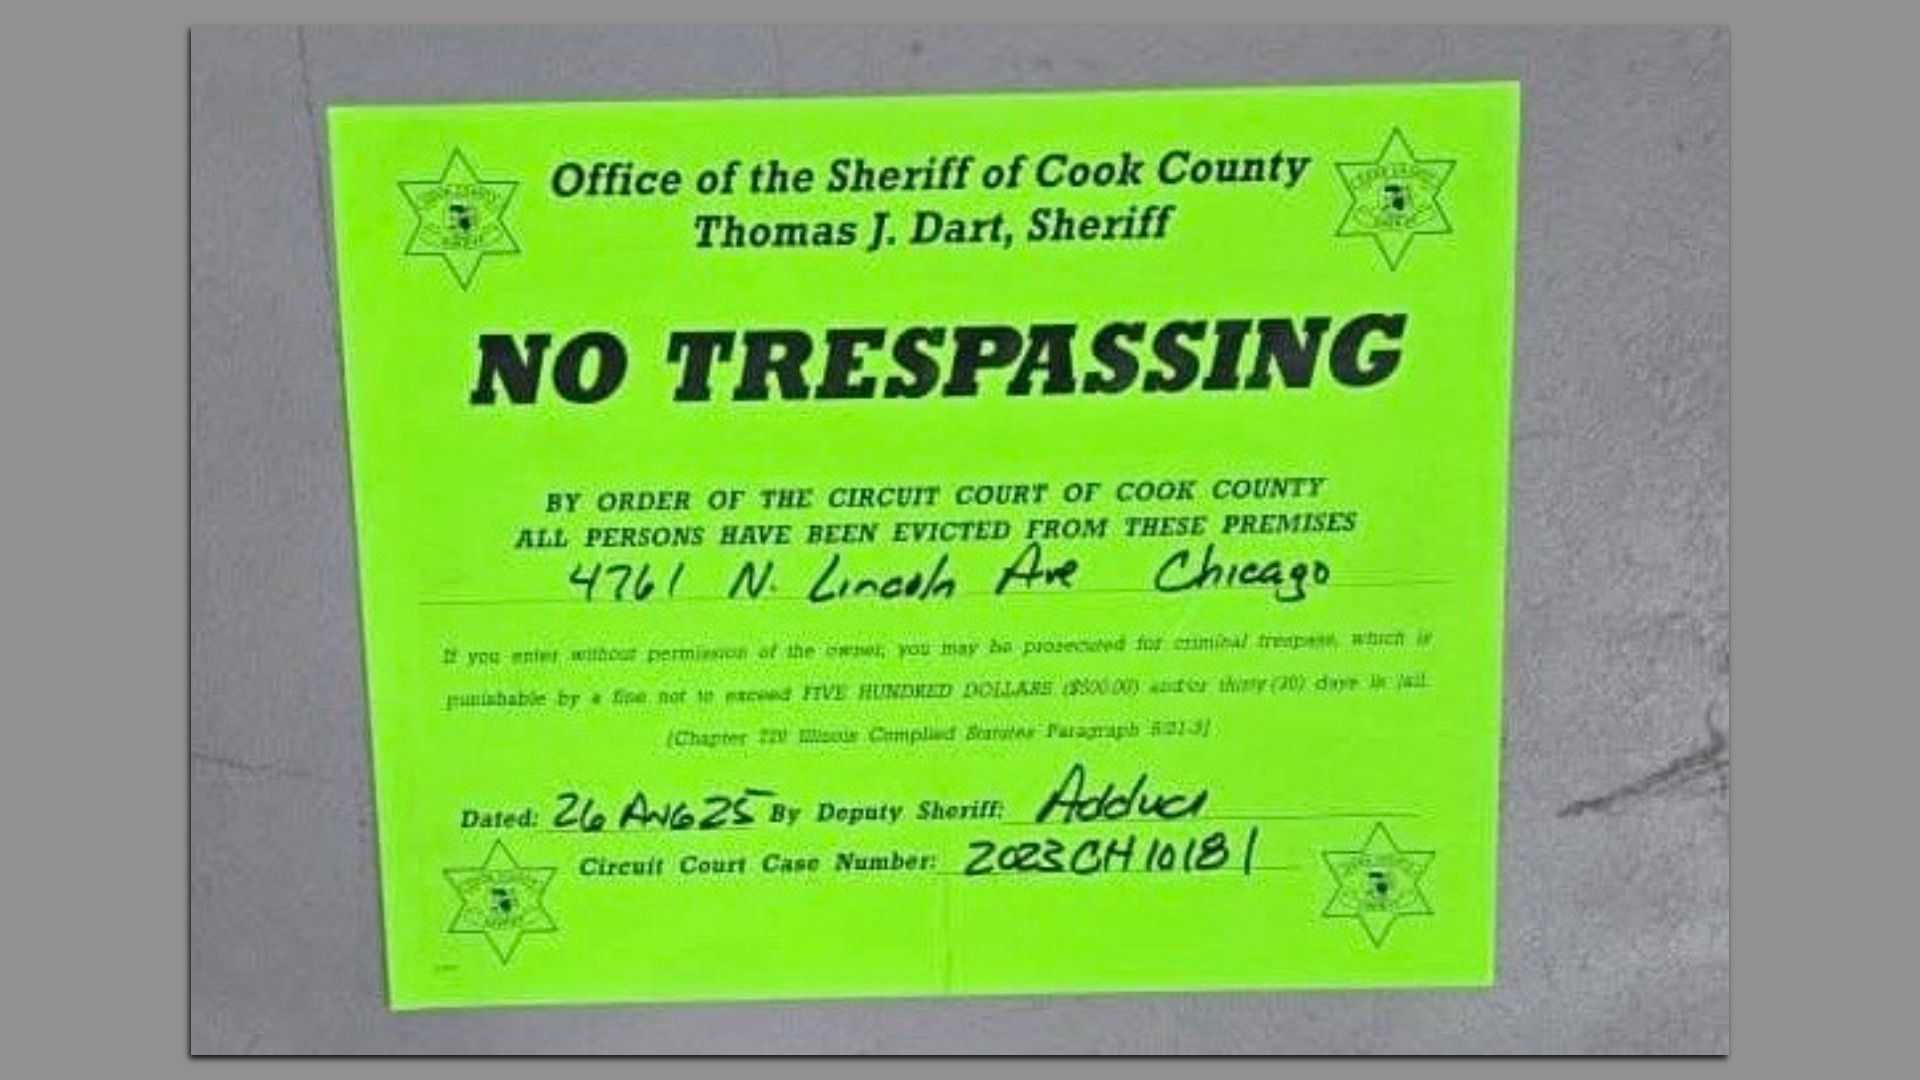 Office of the Sheriff of Cook County
Thomas J. Dart, Sheriff
NO TRESPASSING
BY ORDER OF THE CIRCUIT COURT OF COOK COUNTY
ALL PERSONS HAVE BEEN EVICTED FROM THESE PREMISES
4761 N. Lincoln Ave Chicago
If you enter without permission of the owner, you may be prosecuted for criminal trespass, which is
punishable by a fine not to exceed FIVE HUNDRED DOLLARS ($500.00) and/or thirty (30) days in jail.
(Chapter 720 Illinois Complied Statutes Paragraph 5/21-3)
Dated: 26 AUG 25 By Deputy Sheriff: Adduci
Circuit Court Case Number: 2023CH10181